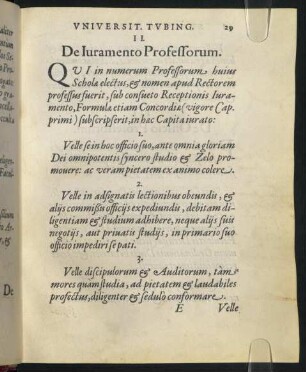 VNIVERSIT. TVBING. 29
II.
De Iuramento Professorum.
QVI in numerum Professorum huius
Scholæ electus, & nomen apud Rectorem
professus fuerit, sub consueto Receptionis Iura-
mento, Formulæ etiam Concordiæ (vigore Cap.
primi) subscripserit, in hæc Capita iurato:
1.
Velle se in hoc officio suo, ante omnia gloriam
Dei omnipotentis syncero studio & Zelo pro-
mouere: ac veram pietatem ex animo colere.
2.
Velle in adsignatis lectionibus obeundis, &
alijs commissi officij expediundis, debitam di-
ligentiam & studium adhibere, neque alijs suis
negotijs, aut priuatis studijs, in primario suo
officio impediri se pati.
3.
Velle discipulorum & Auditorum, tàm
mores quam studia, ad pietatem & laudabiles
profectus, diligenter & sedulò conformare.
E Velle